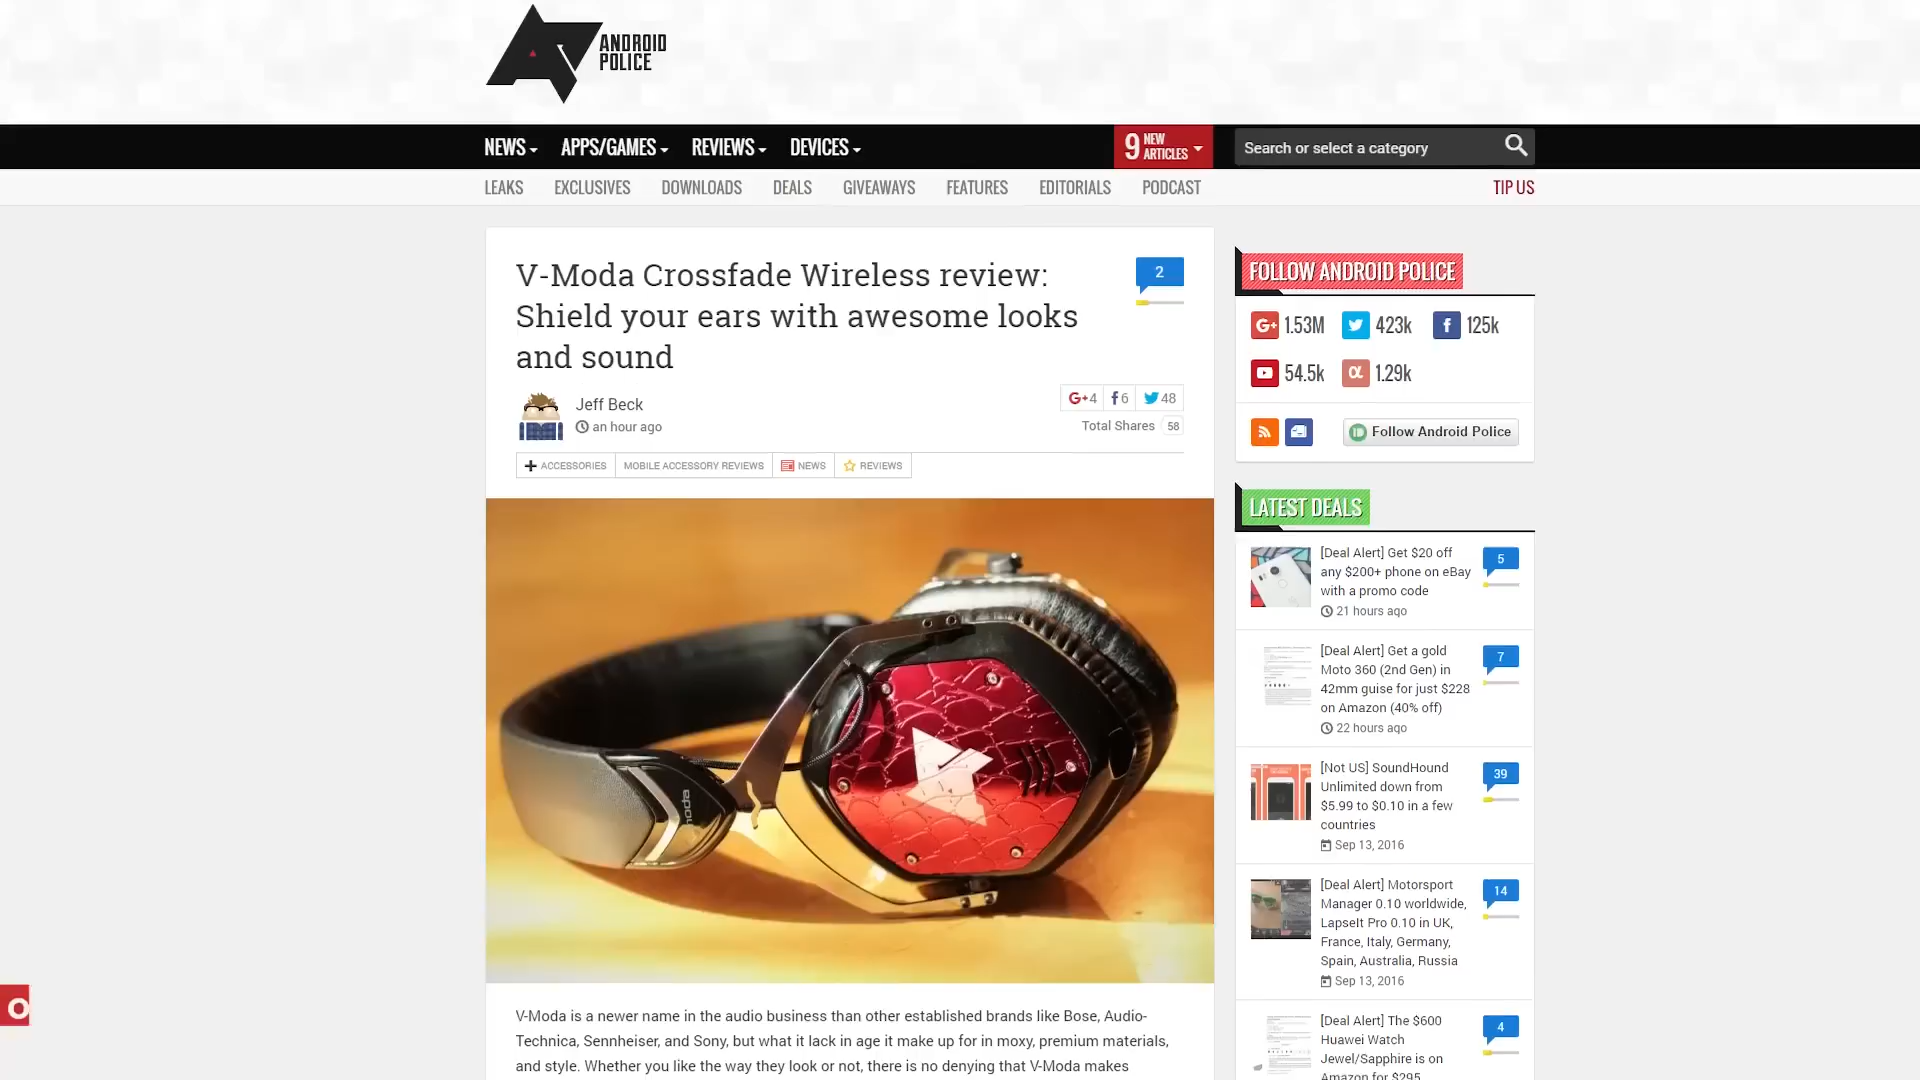 ANDROID
POLICE
NEWS
APPS/GAMES
REVIEWS
DEVICES
9 NEW
ARTICLES
Search or select a category
LEAKS
EXCLUSIVES
DOWNLOADS
DEALS
GIVEAWAYS
FEATURES
EDITORIALS
PODCAST
TIP US
V-Moda Crossfade Wireless review:
Shield your ears with awesome looks
and sound
2
Jeff Beck
an hour ago
G+ 4
f 6
48
Total Shares 58
ACCESSORIES
MOBILE ACCESSORY REVIEWS
NEWS
REVIEWS
moda
V-Moda is a newer name in the audio business than other established brands like Bose, Audio-
Technica, Sennheiser, and Sony, but what it lack in age it make up for in moxy, premium materials,
and style. Whether you like the way they look or not, there is no denying that V-Moda makes
FOLLOW ANDROID POLICE
G+ 1.53M
423k
f 125k
54.5k
α 1.29k
Follow Android Police
LATEST DEALS
[Deal Alert] Get $20 off
any $200+ phone on eBay
with a promo code
21 hours ago
5
[Deal Alert] Get a gold
Moto 360 (2nd Gen) in
42mm guise for just $228
on Amazon (40% off)
22 hours ago
7
[Not US] SoundHound
Unlimited down from
$5.99 to $0.10 in a few
countries
Sep 13, 2016
39
[Deal Alert] Motorsport
Manager 0.10 worldwide,
LapseIt Pro 0.10 in UK,
France, Italy, Germany,
Spain, Australia, Russia
Sep 13, 2016
14
[Deal Alert] The $600
Huawei Watch
Jewel/Sapphire is on
Amazon for $295
4
O